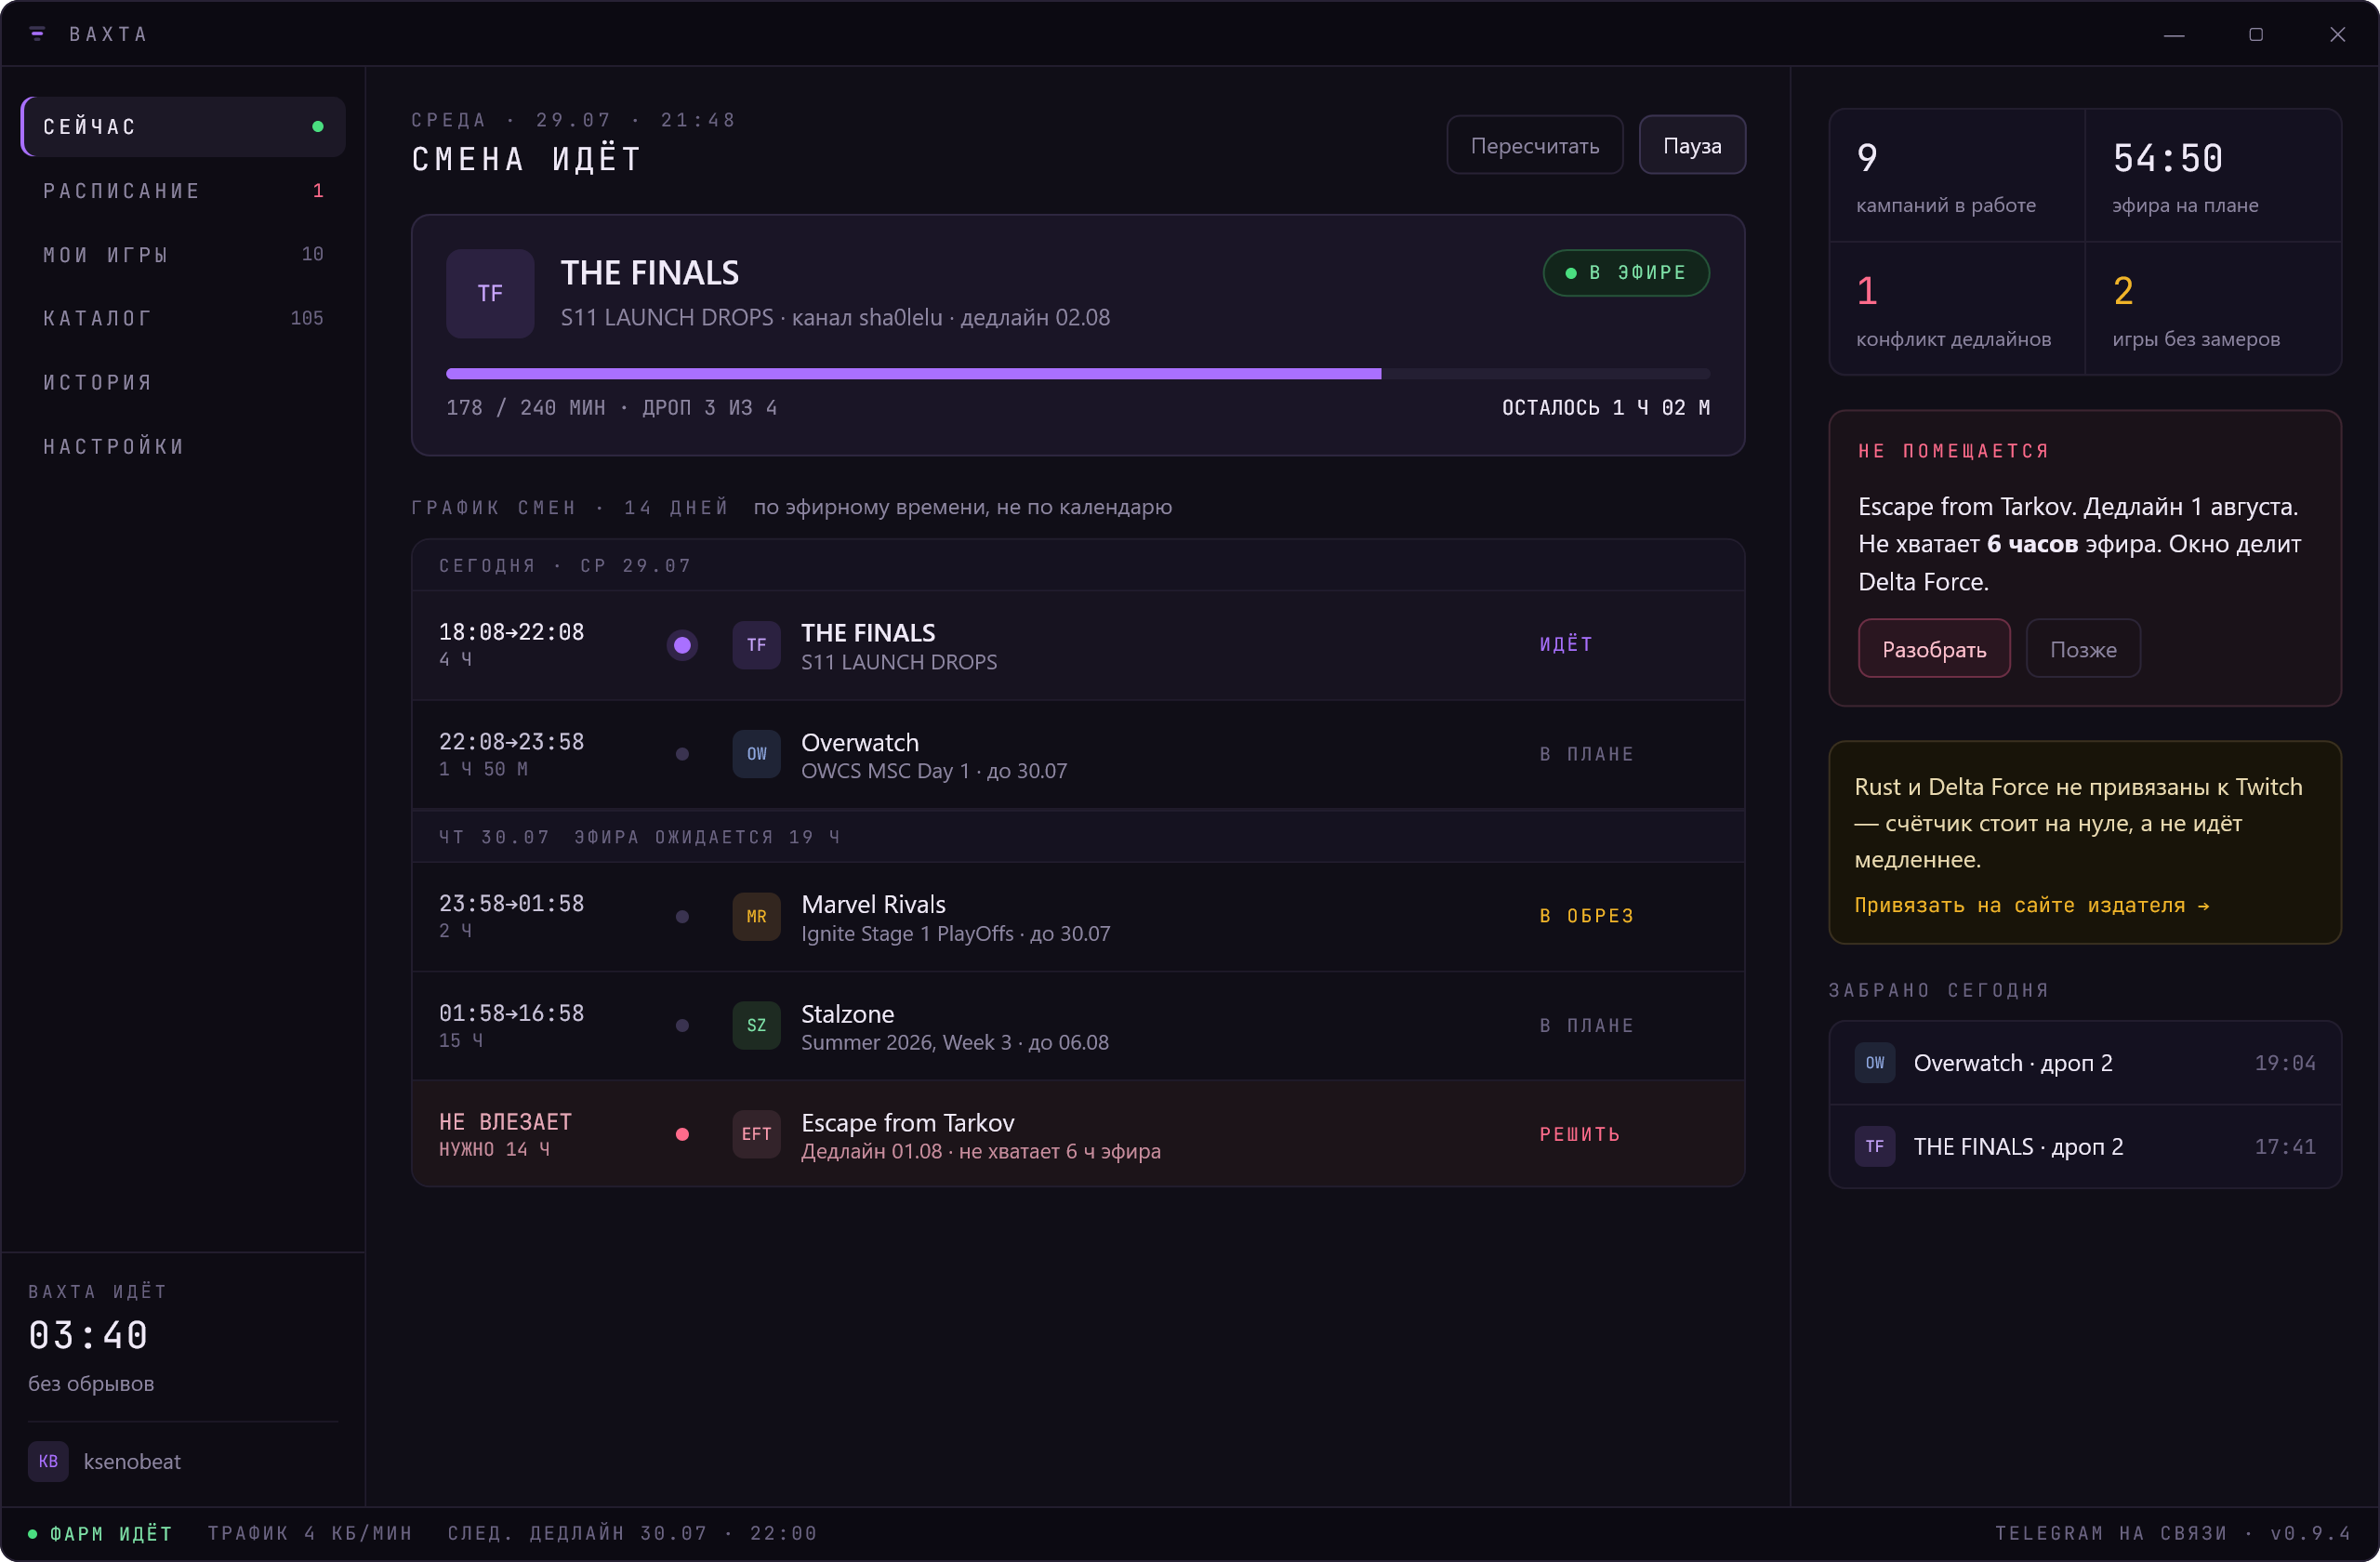 ВАХТА
СЕЙЧАС
РАСПИСАНИЕ 1
МОИ ИГРЫ 10
КАТАЛОГ 105
ИСТОРИЯ
НАСТРОЙКИ
ВАХТА ИДЁТ
03:40
без обрывов
KB ksenobeat
СРЕДА · 29.07 · 21:48
СМЕНА ИДЁТ
Пересчитать Пауза
TF
THE FINALS
S11 LAUNCH DROPS · канал sha0lelu · дедлайн 02.08
В ЭФИРЕ
178 / 240 МИН · ДРОП 3 ИЗ 4
ОСТАЛОСЬ 1 Ч 02 М
ГРАФИК СМЕН · 14 ДНЕЙ по эфирному времени, не по календарю
СЕГОДНЯ · СР 29.07
18:08→22:08
4 Ч
TF
THE FINALS
S11 LAUNCH DROPS
ИДЁТ
22:08→23:58
1 Ч 50 М
OW
Overwatch
OWCS MSC Day 1 · до 30.07
В ПЛАНЕ
ЧТ 30.07 ЭФИРА ОЖИДАЕТСЯ 19 Ч
23:58→01:58
2 Ч
MR
Marvel Rivals
Ignite Stage 1 PlayOffs · до 30.07
В ОБРЕЗ
01:58→16:58
15 Ч
SZ
Stalzone
Summer 2026, Week 3 · до 06.08
В ПЛАНЕ
НЕ ВЛЕЗАЕТ
НУЖНО 14 Ч
EFT
Escape from Tarkov
Дедлайн 01.08 · не хватает 6 ч эфира
РЕШИТЬ
9
кампаний в работе
54:50
эфира на плане
1
конфликт дедлайнов
2
игры без замеров
НЕ ПОМЕЩАЕТСЯ
Escape from Tarkov. Дедлайн 1 августа.
Не хватает 6 часов эфира. Окно делит
Delta Force.
Разобрать Позже
Rust и Delta Force не привязаны к Twitch
— счётчик стоит на нуле, а не идёт
медленнее.
Привязать на сайте издателя →
ЗАБРАНО СЕГОДНЯ
OW Overwatch · дроп 2 19:04
TF THE FINALS · дроп 2 17:41
ФАРМ ИДЁТ ТРАФИК 4 КБ/МИН СЛЕД. ДЕДЛАЙН 30.07 · 22:00
TELEGRAM НА СВЯЗИ · v0.9.4